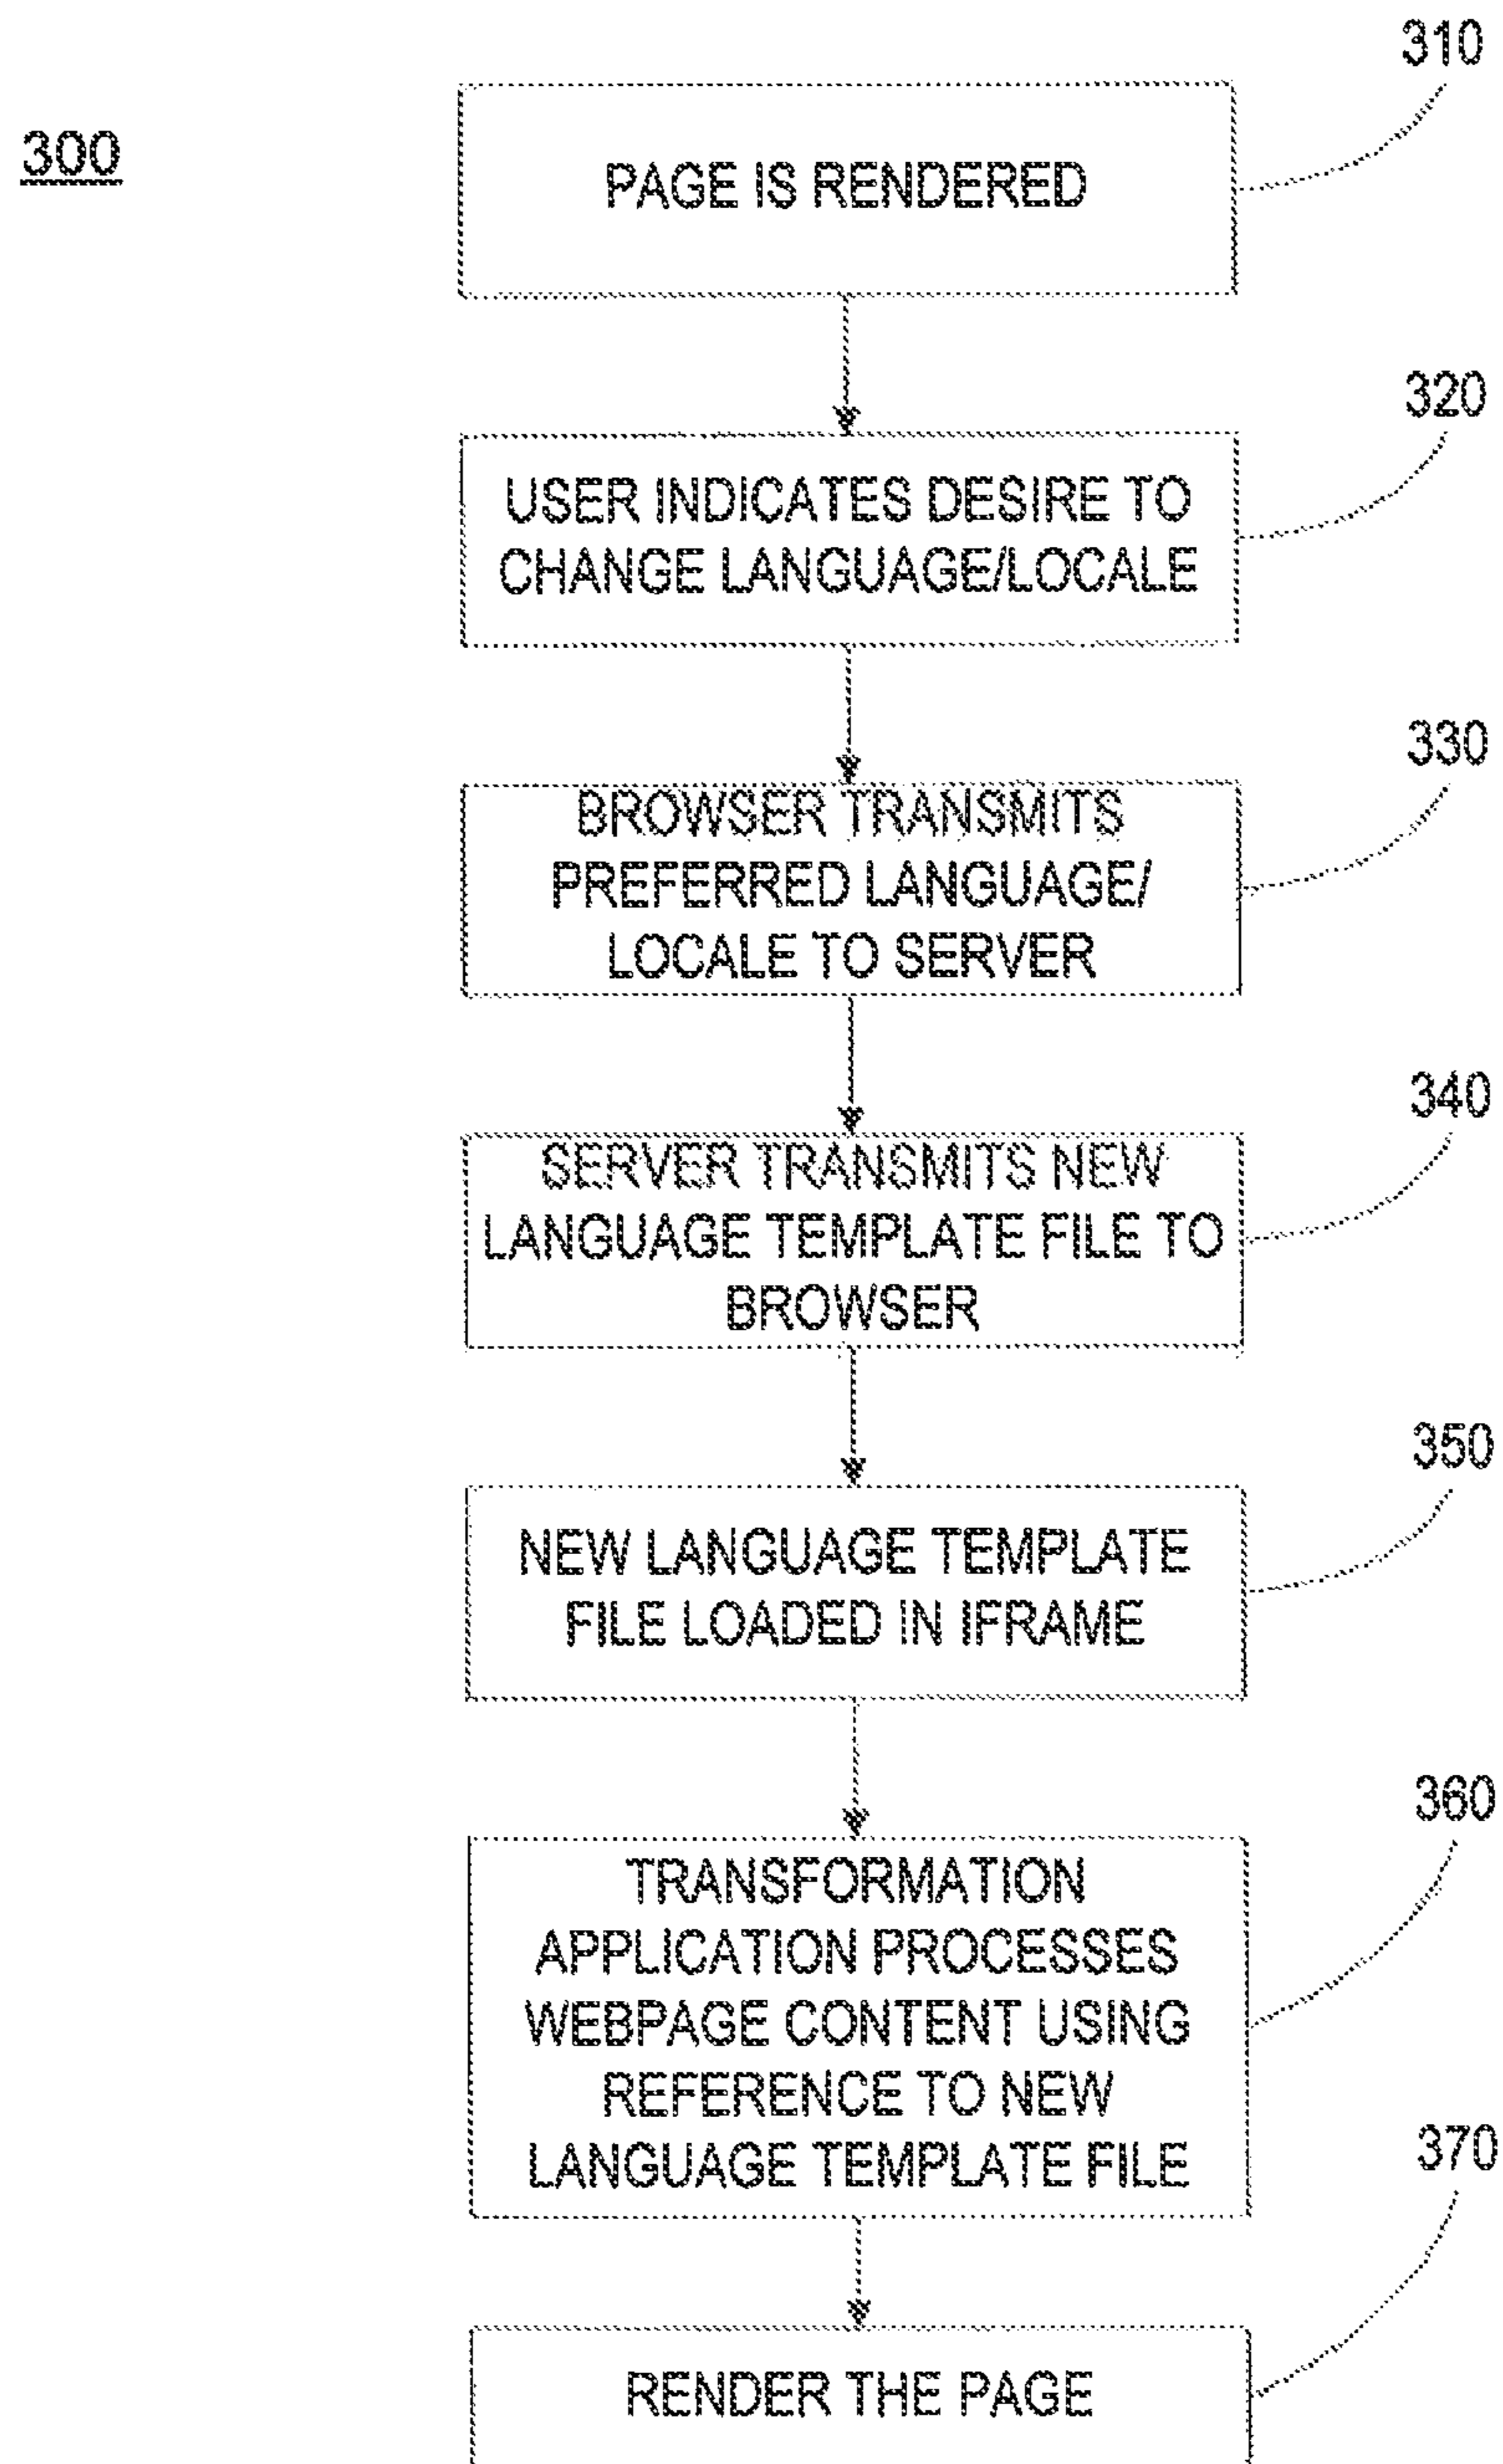 300
310
PAGE IS RENDERED
320
USER INDICATES DESIRE TO
CHANGE LANGUAGE/LOCALE
330
BROWSER TRANSMITS
PREFERRED LANGUAGE/
LOCALE TO SERVER
340
SERVER TRANSMITS NEW
LANGUAGE TEMPLATE FILE TO
BROWSER
350
NEW LANGUAGE TEMPLATE
FILE LOADED IN IFRAME
360
TRANSFORMATION
APPLICATION PROCESSES
WEBPAGE CONTENT USING
REFERENCE TO NEW
LANGUAGE TEMPLATE FILE
370
RENDER THE PAGE